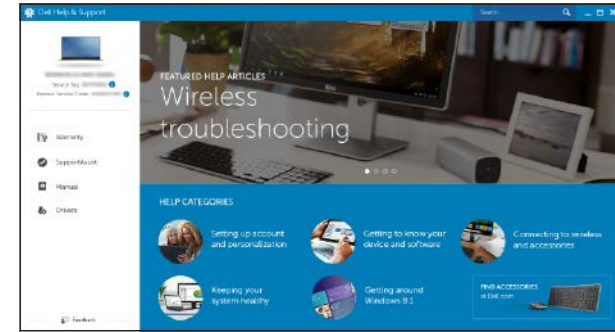 Dell Help & Support
Search
Service Tag:
Express Service Code:
Warranty
SupportAssist
Manual
Drivers
Feedback
FEATURED HELP ARTICLES
Wireless
troubleshooting
HELP CATEGORIES
Setting up account
and personalization
Getting to know your
device and software
Connecting to wireless
and accessories
Keeping your
system healthy
Getting around
Windows 8.1
FIND ACCESSORIES
at Dell.com